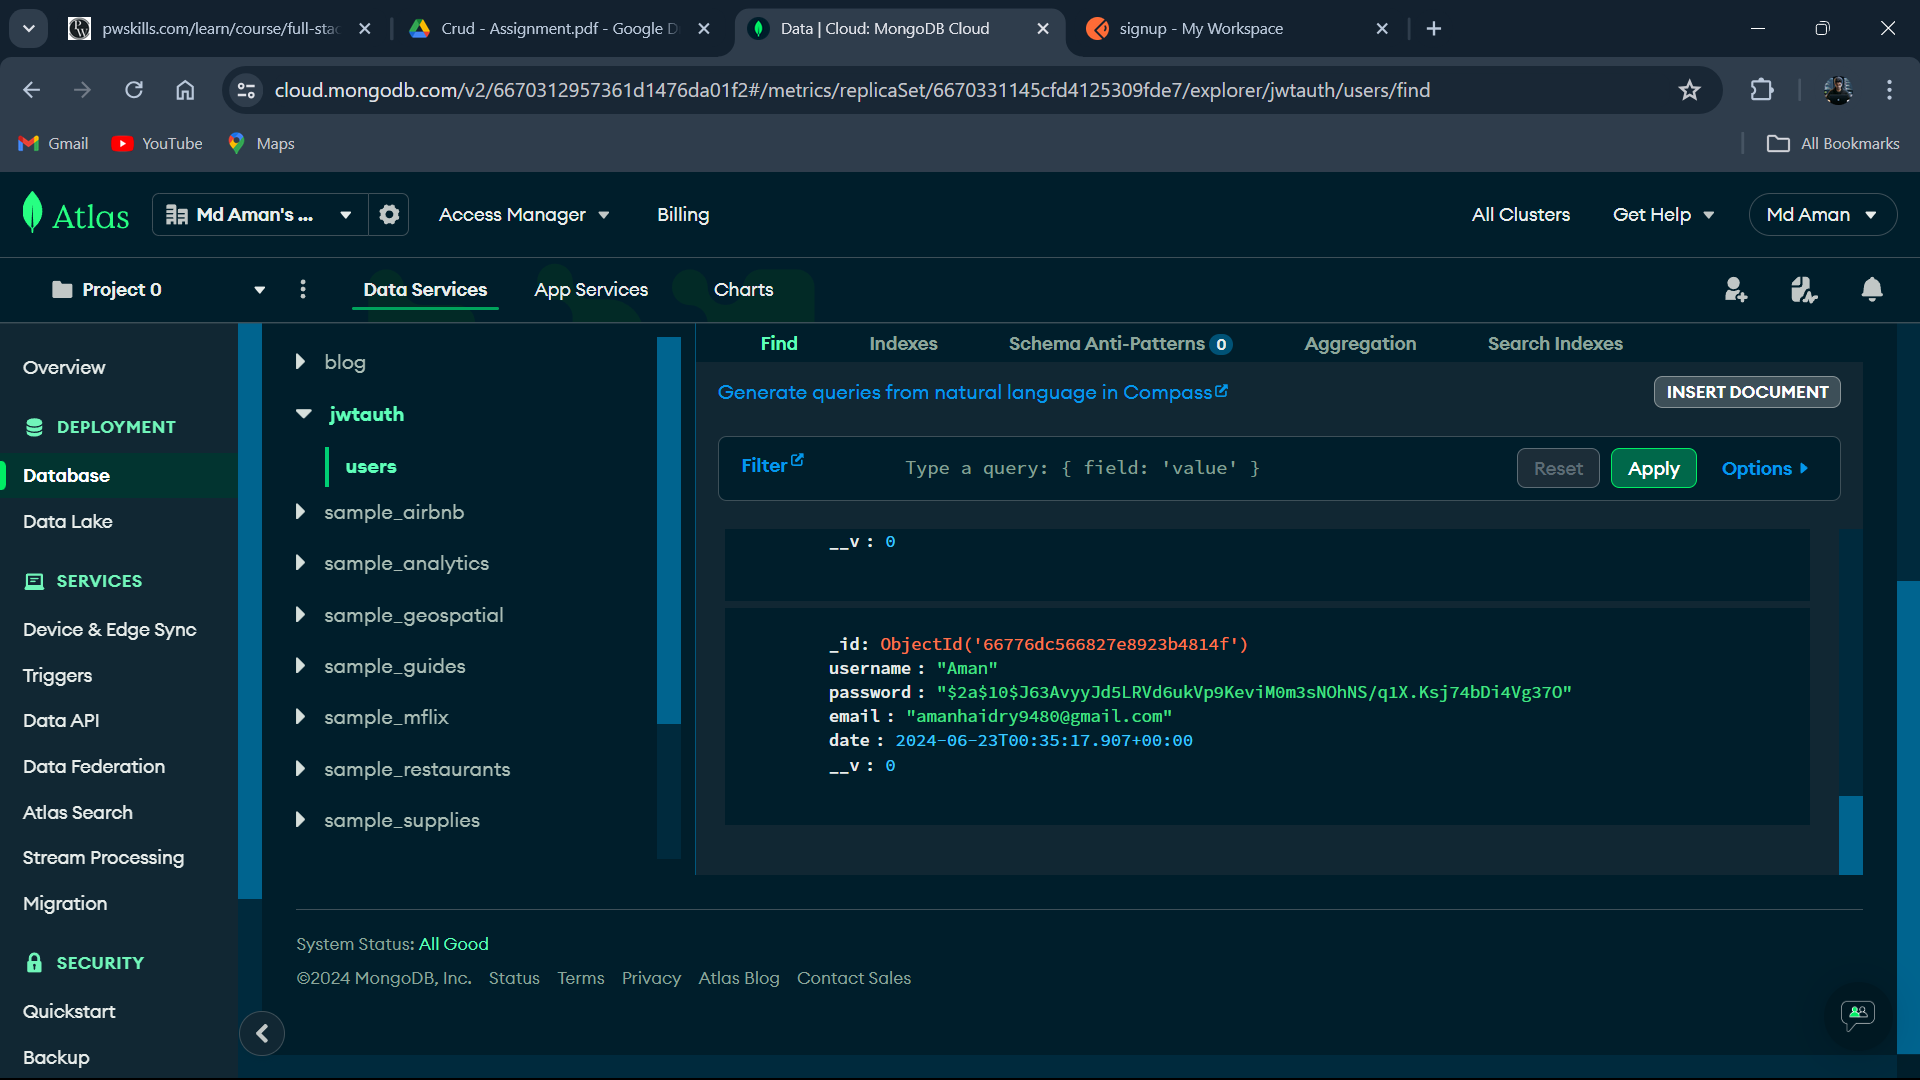 pwskills.com/learn/course/full-stac
Crud - Assignment.pdf - Google D
Data | Cloud: MongoDB Cloud
signup - My Workspace
cloud.mongodb.com/v2/6670312957361d1476da01f2#/metrics/replicaSet/6670331145cfd4125309fde7/explorer/jwtauth/users/find
Gmail
YouTube
Maps
All Bookmarks
Atlas
Md Aman's ...
Access Manager
Billing
All Clusters
Get Help
Md Aman
Project 0
Data Services
App Services
Charts
Overview
DEPLOYMENT
Database
Data Lake
SERVICES
Device & Edge Sync
Triggers
Data API
Data Federation
Atlas Search
Stream Processing
Migration
SECURITY
Quickstart
Backup
blog
jwtauth
users
sample_airbnb
sample_analytics
sample_geospatial
sample_guides
sample_mflix
sample_restaurants
sample_supplies
Find
Indexes
Schema Anti-Patterns 0
Aggregation
Search Indexes
Generate queries from natural language in Compass
INSERT DOCUMENT
Filter
Type a query: { field: 'value' }
Reset
Apply
Options
__v : 0
_id: ObjectId('66776dc566827e8923b4814f')
username : "Aman"
password : "$2a$10$J63AvyyJd5LRVd6ukVp9KeviM0m3sNOhNS/q1X.Ksj74bDi4Vg37O"
email : "amanhaidry9480@gmail.com"
date : 2024-06-23T00:35:17.907+00:00
__v : 0
System Status: All Good
©2024 MongoDB, Inc.
Status
Terms
Privacy
Atlas Blog
Contact Sales